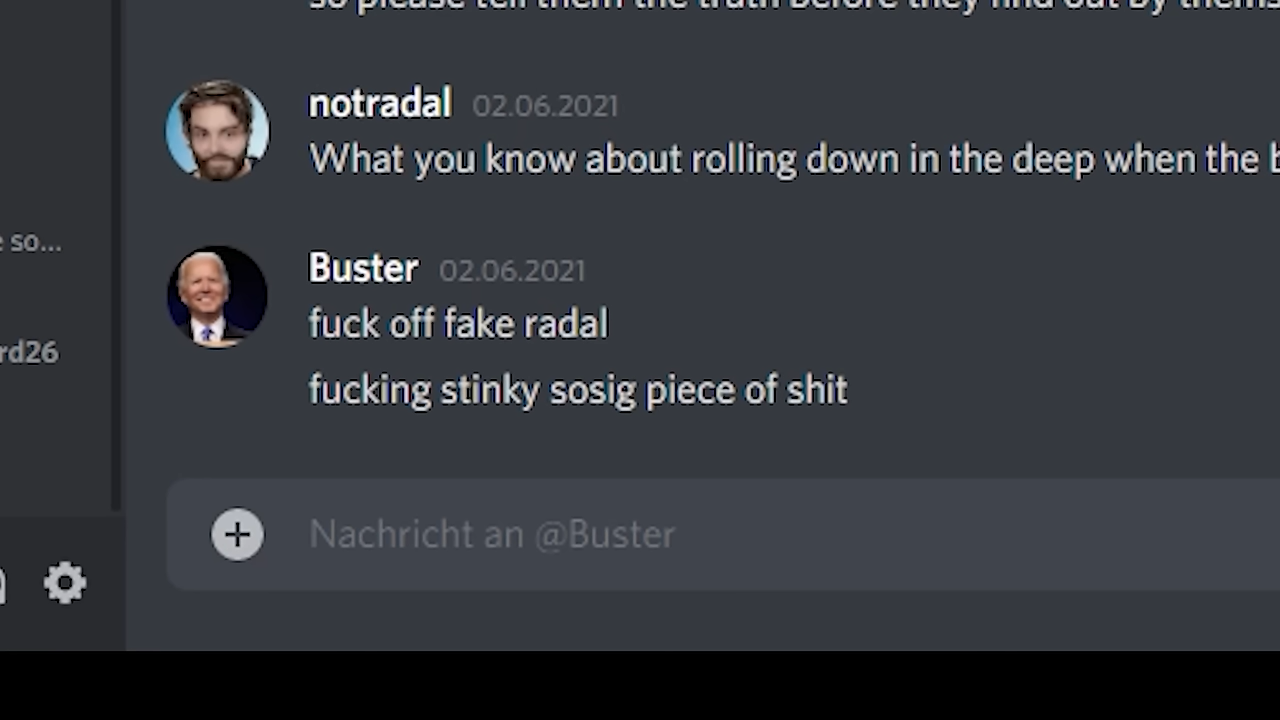 so please tell them the truth before they find out by thems
notradal 02.06.2021
What you know about rolling down in the deep when the b
e so...
Buster 02.06.2021
fuck off fake radal
rd26
fucking stinky sosig piece of shit
Nachricht an @Buster